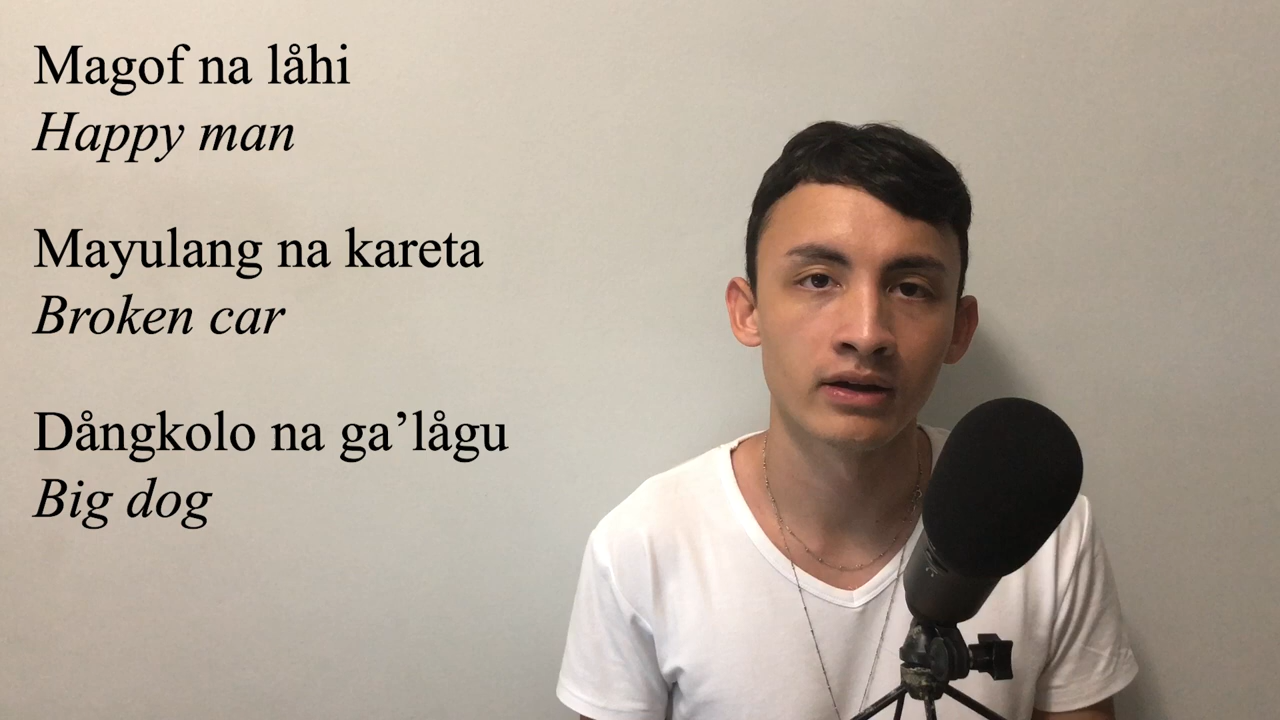 Magof na låhi
Happy man
Mayulang na kareta
Broken car
Dångkolo na ga’lågu
Big dog